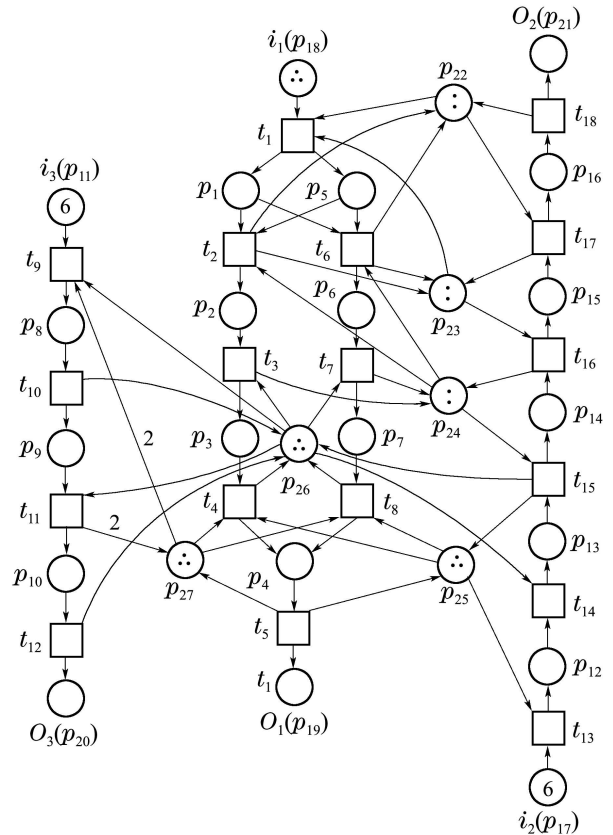 i₁(p₁₈)
O₂(p₂₁)
p₂₂
t₁
t₁₈
i₃(p₁₁)
p₁
p₅
p₁₆
6
t₉
t₂
t₆
t₁₇
p₈
p₂
p₆
p₂₃
p₁₅
t₁₀
t₃
t₇
t₁₆
p₉
2
p₃
p₇
p₂₄
p₁₄
p₂₆
t₁₁
2
t₄
t₈
t₁₅
p₁₀
p₂₇
p₄
p₂₅
p₁₃
t₁₂
t₅
t₁₄
O₃(p₂₀)
t₁
O₁(p₁₉)
p₁₂
t₁₃
6
i₂(p₁₇)